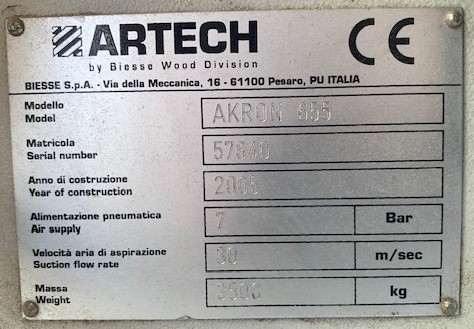 ARTECH
by Biesse Wood Division
CE
BIESSE S.p.A. - Via della Meccanica, 16 - 61100 Pesaro, PU ITALIA
Modello
Model
AKRON 855
Matricola
Serial number
57840
Anno di costruzione
Year of construction
2005
Alimentazione pneumatica
Air supply
7
Bar
Velocità aria di aspirazione
Suction flow rate
30
m/sec
Massa
Weight
3500
kg